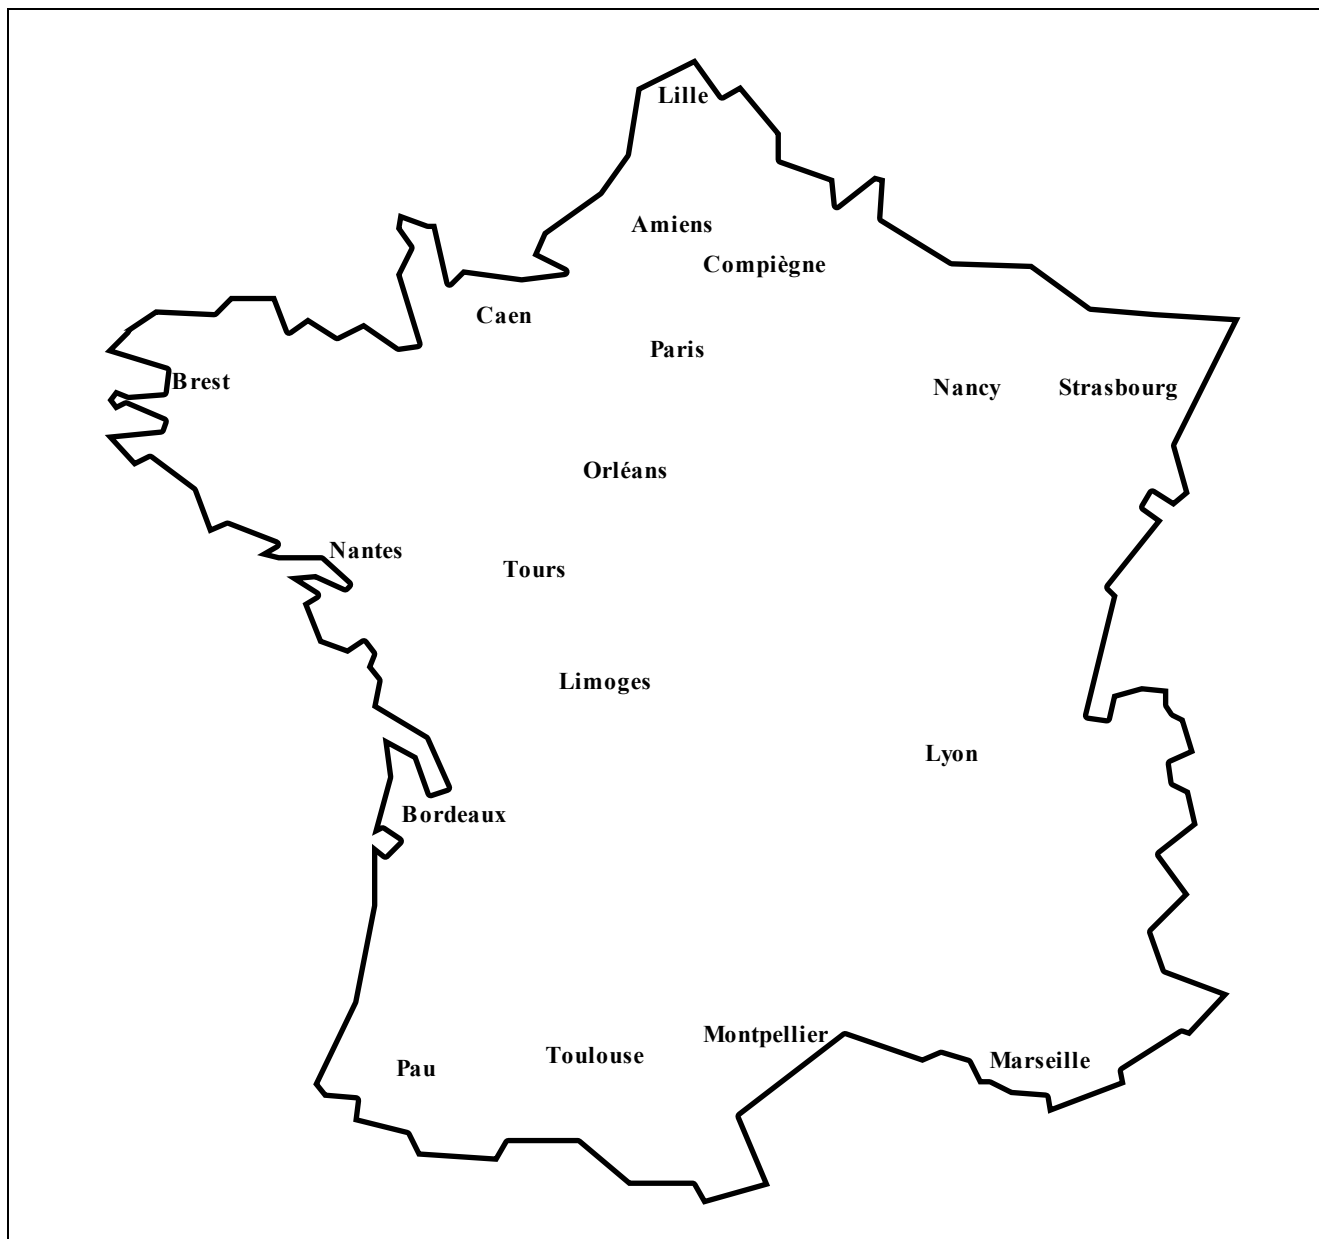 Lille
Amiens
Compiègne
Caen
Paris
Brest
Nancy
Strasbourg
Orléans
Nantes
Tours
Limoges
Lyon
Bordeaux
Montpellier
Toulouse
Marseille
Pau